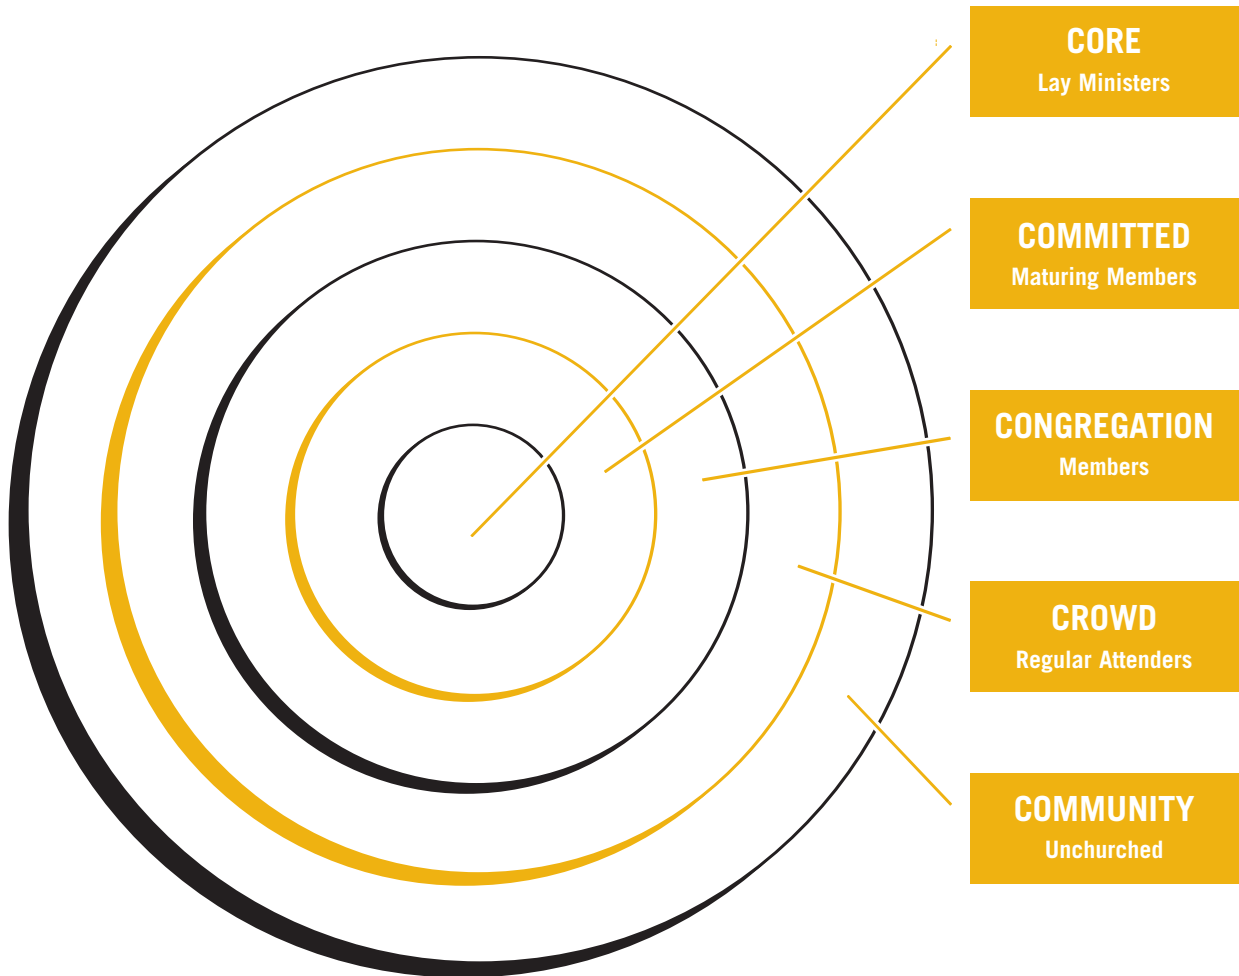 CORE
Lay Ministers
COMMITTED
Maturing Members
CONGREGATION
Members
CROWD
Regular Attenders
COMMUNITY
Unchurched